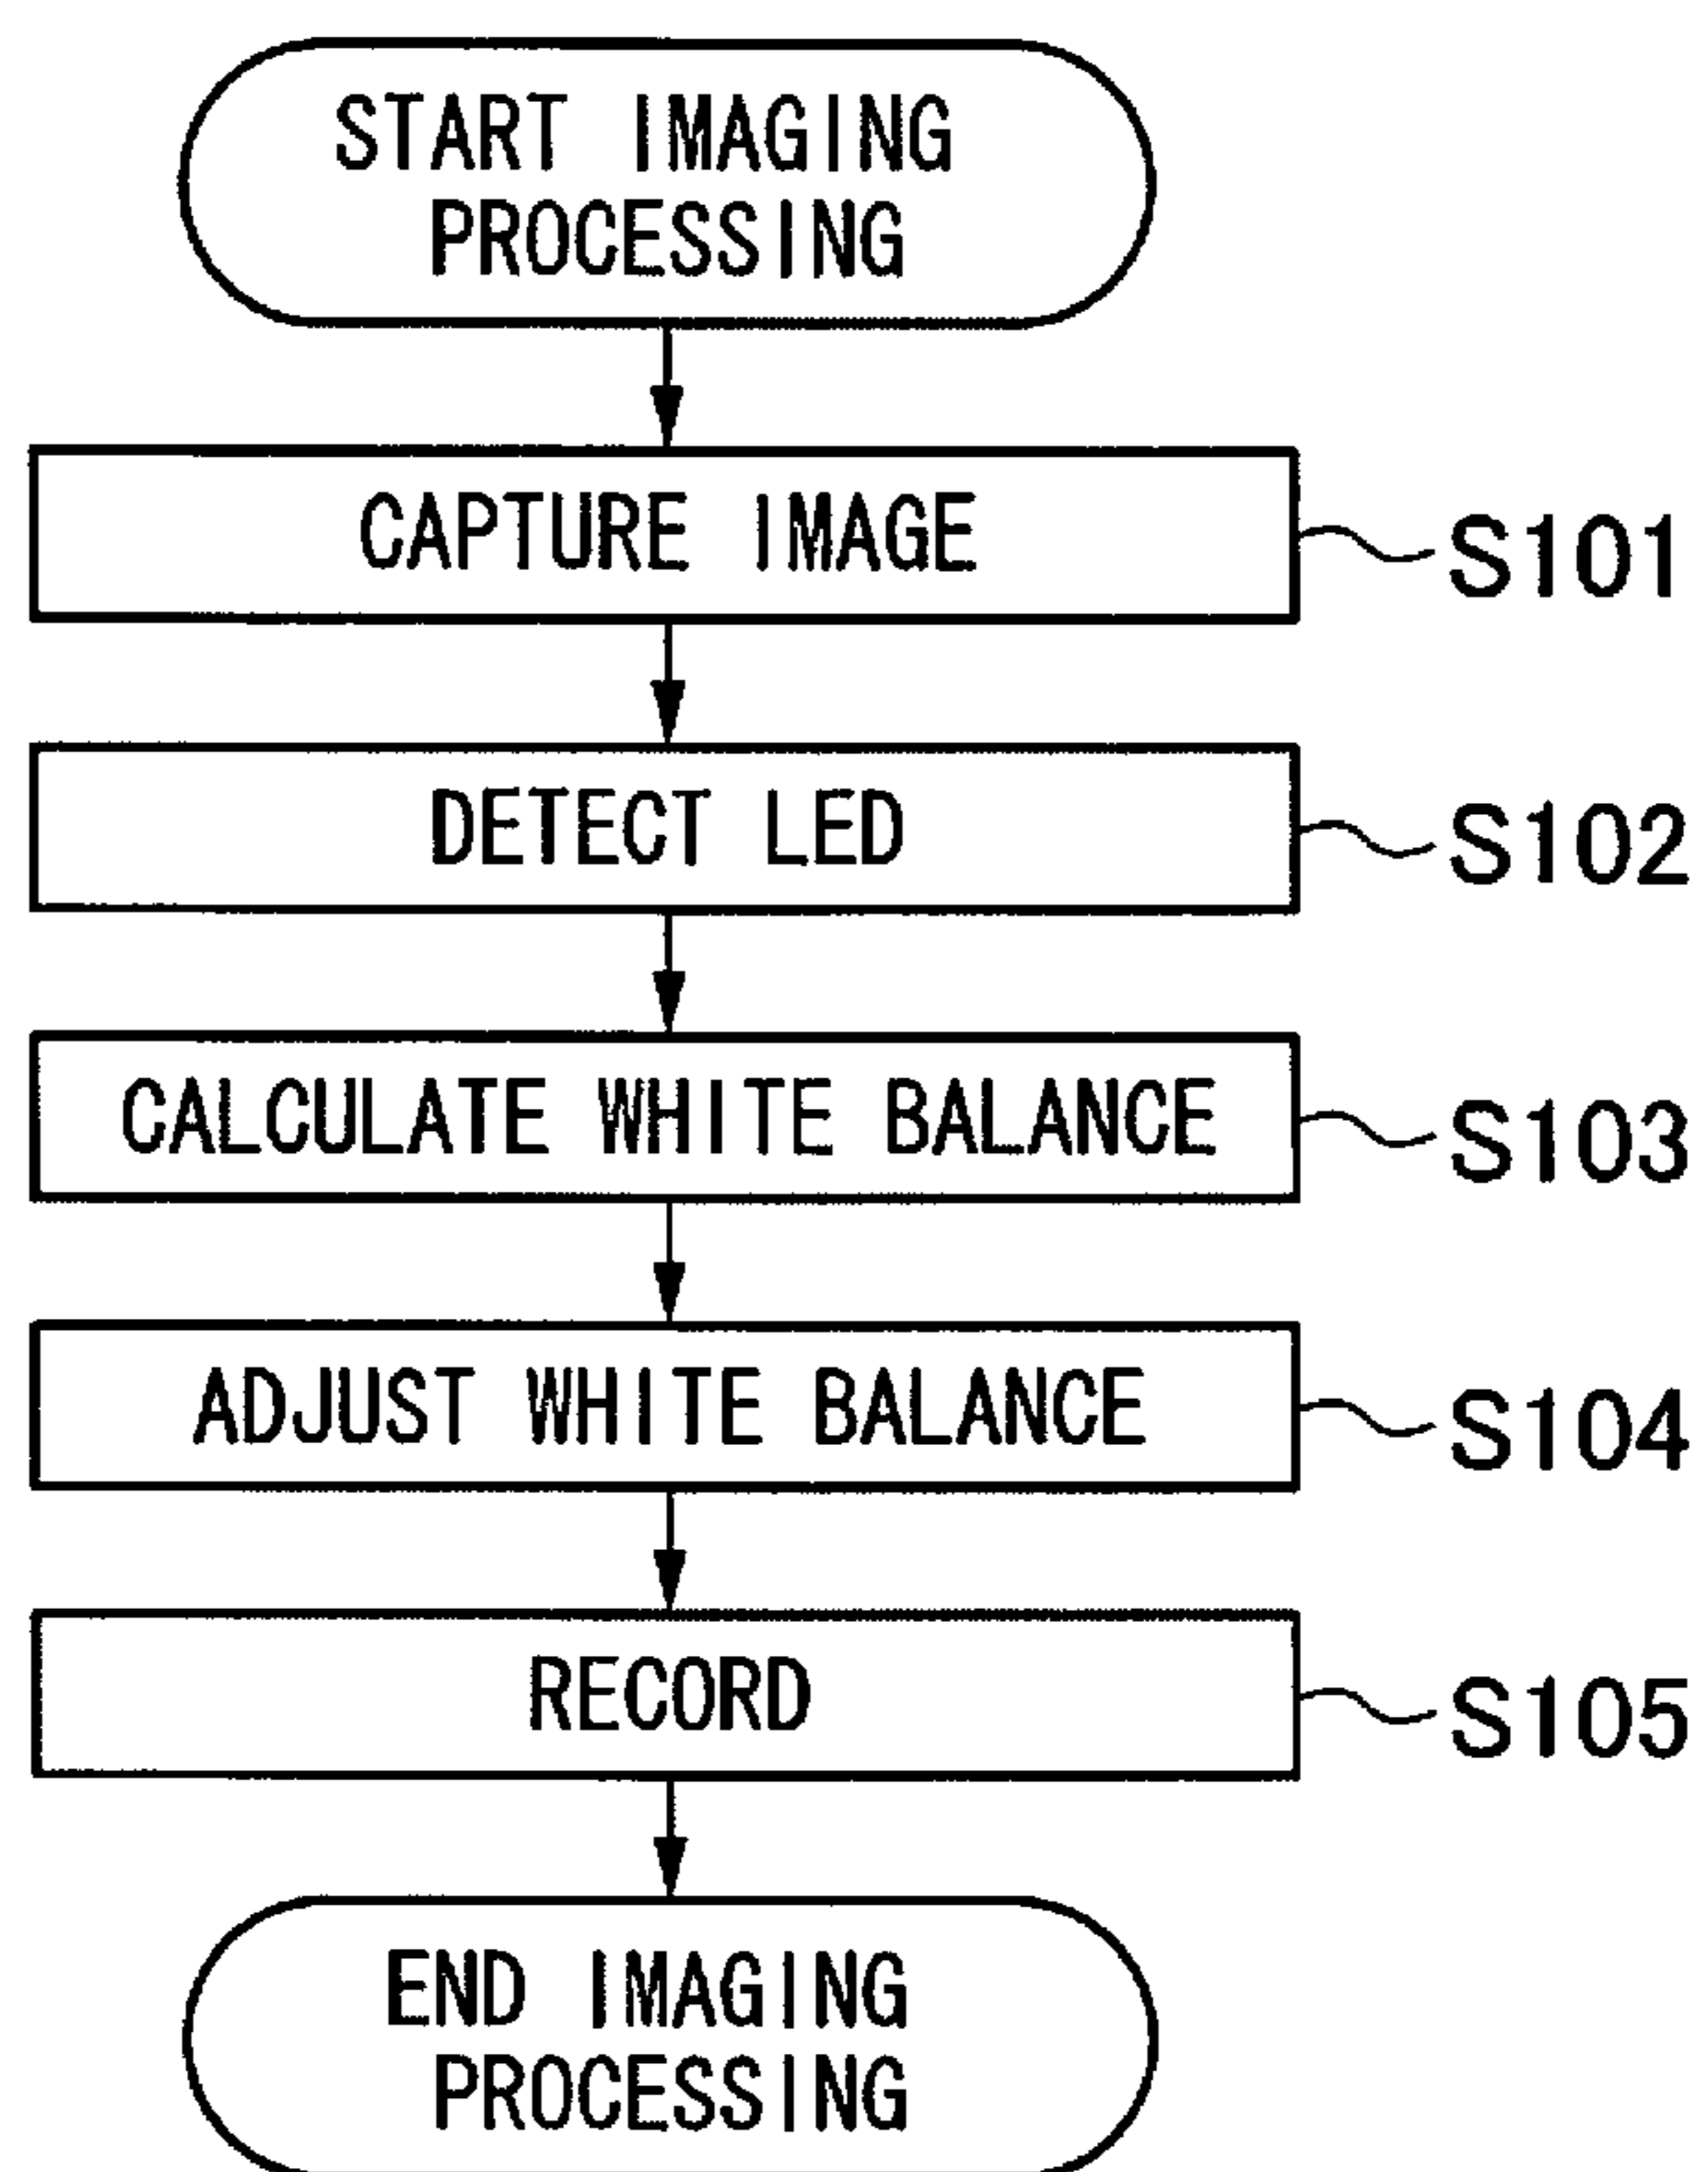 START IMAGING
PROCESSING
CAPTURE IMAGE
S101
DETECT LED
S102
CALCULATE WHITE BALANCE
S103
ADJUST WHITE BALANCE
S104
RECORD
S105
END IMAGING
PROCESSING